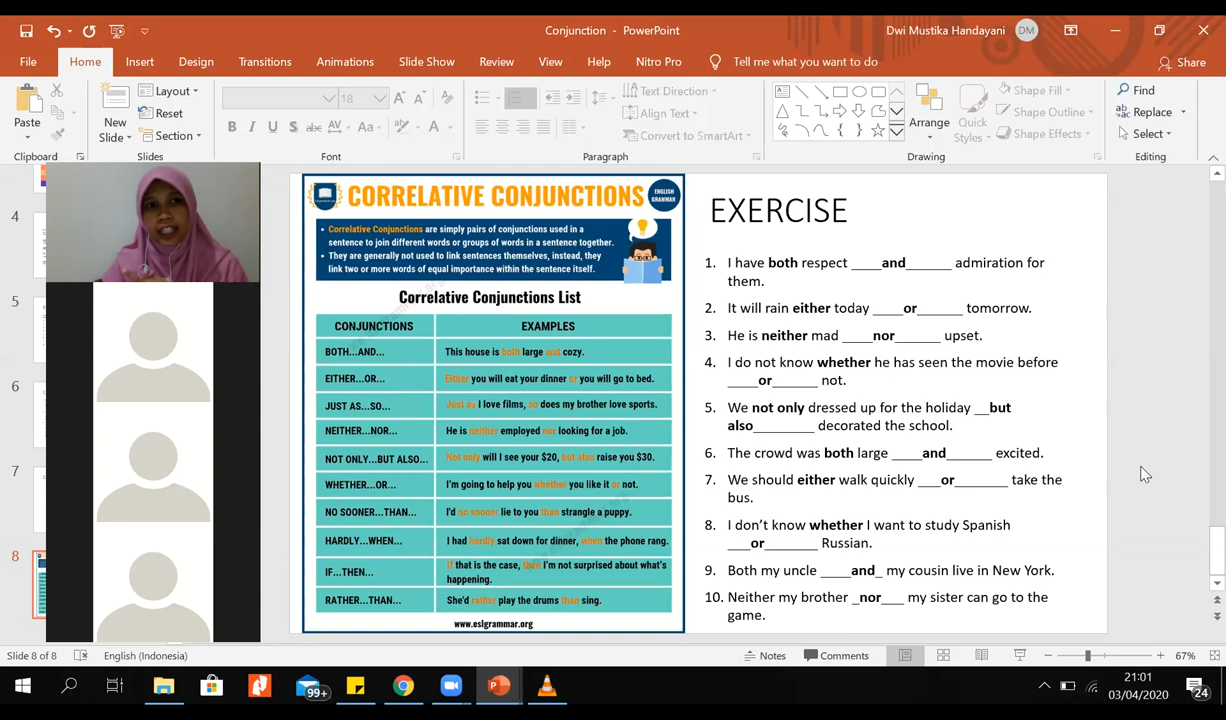 Conjunction - PowerPoint
Dwi Mustika Handayani
DM
File Home Insert Design Transitions Animations Slide Show Review View Help Nitro Pro Tell me what you want to do Share
Paste
Clipboard
New Slide
Layout
Reset
Section
Slides
18
B I U S abc AV Aa A
Font
Text Direction
Align Text
Convert to SmartArt
Paragraph
Arrange
Quick Styles
Shape Fill
Shape Outline
Shape Effects
Drawing
Find
Replace
Select
Editing
4
5
6
7
8
CORRELATIVE CONJUNCTIONS
ENGLISH
GRAMMAR
• Correlative Conjunctions are simply pairs of conjunctions used in a
sentence to join different words or groups of words in a sentence together.
• They are generally not used to link sentences themselves, instead, they
link two or more words of equal importance within the sentence itself.
Correlative Conjunctions List
CONJUNCTIONS EXAMPLES
BOTH...AND... This house is both large and cozy.
EITHER...OR... Either you will eat your dinner or you will go to bed.
JUST AS...SO... Just as I love films, so does my brother love sports.
NEITHER...NOR... He is neither employed nor looking for a job.
NOT ONLY...BUT ALSO... Not only will I see your $20, but also raise you $30.
WHETHER...OR... I'm going to help you whether you like it or not.
NO SOONER...THAN... I'd no sooner lie to you than strangle a puppy.
HARDLY...WHEN... I had hardly sat down for dinner, when the phone rang.
IF...THEN... If that is the case, then I'm not surprised about what's
happening.
RATHER...THAN... She'd rather play the drums than sing.
www.eslgrammar.org
EXERCISE
1. I have both respect ____and______ admiration for
them.
2. It will rain either today ____or______ tomorrow.
3. He is neither mad ____nor______ upset.
4. I do not know whether he has seen the movie before
____or______ not.
5. We not only dressed up for the holiday __but
also________ decorated the school.
6. The crowd was both large ____and______ excited.
7. We should either walk quickly ___or_______ take the
bus.
8. I don't know whether I want to study Spanish
___or_______ Russian.
9. Both my uncle ____and_ my cousin live in New York.
10. Neither my brother _nor___ my sister can go to the
game.
Slide 8 of 8 English (Indonesia) Notes Comments 67%
99+
21:01
03/04/2020
24